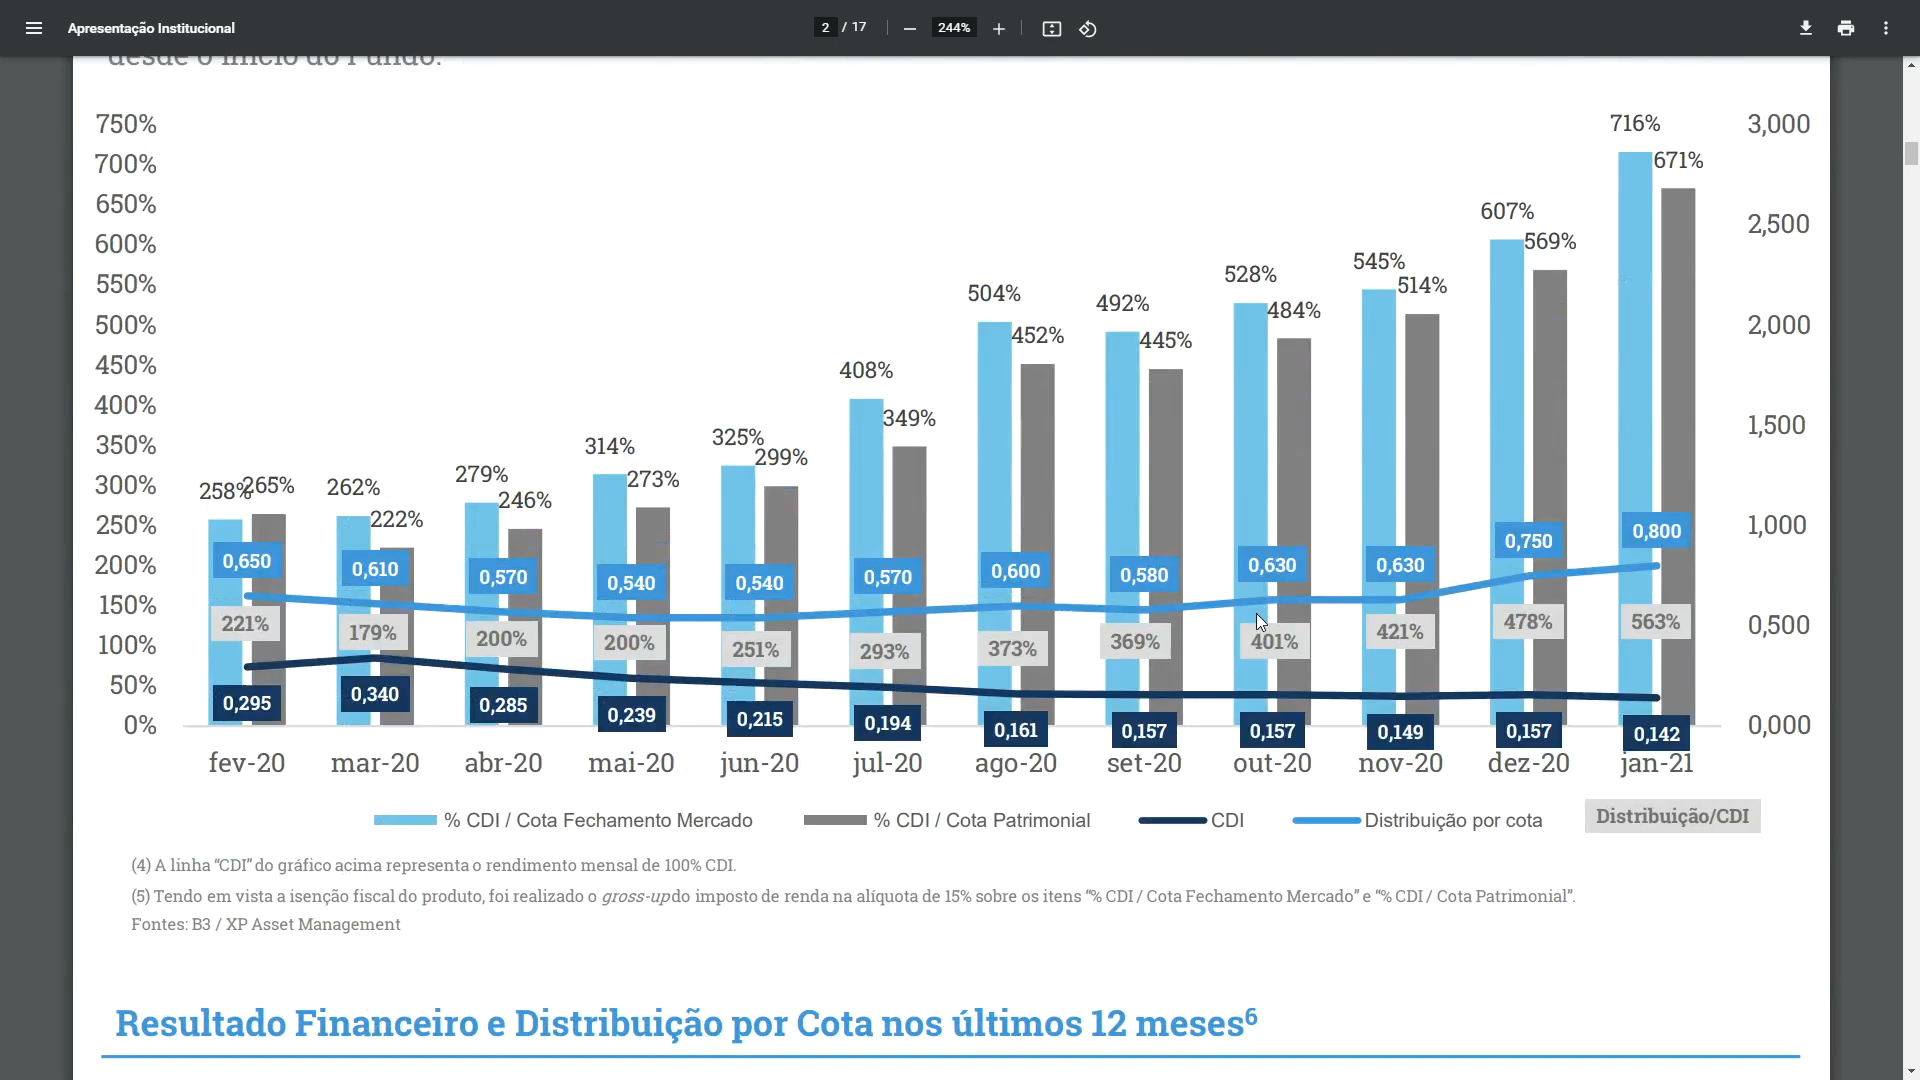 Apresentação Institucional
2 / 17
244%
desde o início do Fundo.
750%
700%
650%
600%
550%
500%
450%
400%
350%
300%
250%
200%
150%
100%
50%
0%
3,000
2,500
2,000
1,500
1,000
0,500
0,000
258% 265% 262% 222% 279% 246% 314% 273% 325% 299% 408% 349% 504% 452% 492% 445% 528% 484% 545% 514% 607% 569% 716% 671%
0,650 0,610 0,570 0,540 0,540 0,570 0,600 0,580 0,630 0,630 0,750 0,800
221% 179% 200% 200% 251% 293% 373% 369% 401% 421% 478% 563%
0,295 0,340 0,285 0,239 0,215 0,194 0,161 0,157 0,157 0,149 0,157 0,142
fev-20 mar-20 abr-20 mai-20 jun-20 jul-20 ago-20 set-20 out-20 nov-20 dez-20 jan-21
% CDI / Cota Fechamento Mercado % CDI / Cota Patrimonial CDI Distribuição por cota Distribuição/CDI
(4) A linha “CDI” do gráfico acima representa o rendimento mensal de 100% CDI.
(5) Tendo em vista a isenção fiscal do produto, foi realizado o gross-up do imposto de renda na alíquota de 15% sobre os itens “% CDI / Cota Fechamento Mercado” e “% CDI / Cota Patrimonial”.
Fontes: B3 / XP Asset Management
Resultado Financeiro e Distribuição por Cota nos últimos 12 meses⁶